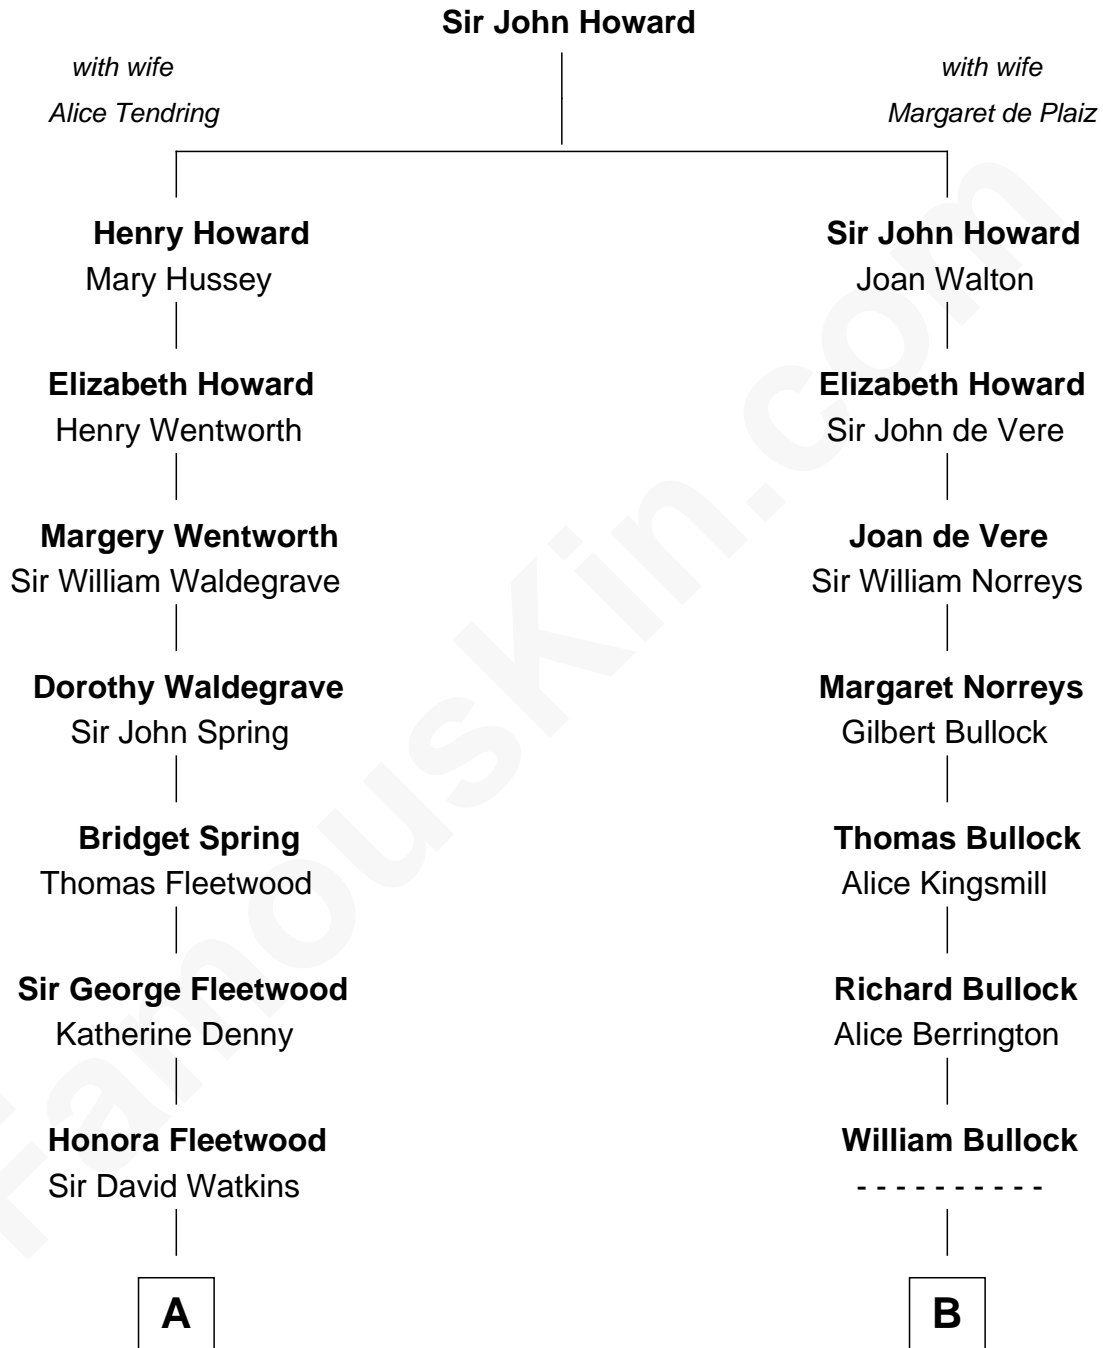 Sir John Howard
with wife
Alice Tendring
with wife
Margaret de Plaiz
Henry Howard
Mary Hussey
Sir John Howard
Joan Walton
Elizabeth Howard
Henry Wentworth
Elizabeth Howard
Sir John de Vere
Margery Wentworth
Sir William Waldegrave
Joan de Vere
Sir William Norreys
Dorothy Waldegrave
Sir John Spring
Margaret Norreys
Gilbert Bullock
Bridget Spring
Thomas Fleetwood
Thomas Bullock
Alice Kingsmill
Sir George Fleetwood
Katherine Denny
Richard Bullock
Alice Berrington
Honora Fleetwood
Sir David Watkins
William Bullock
- - - - - - - - - -
A
B
FamousKin.com